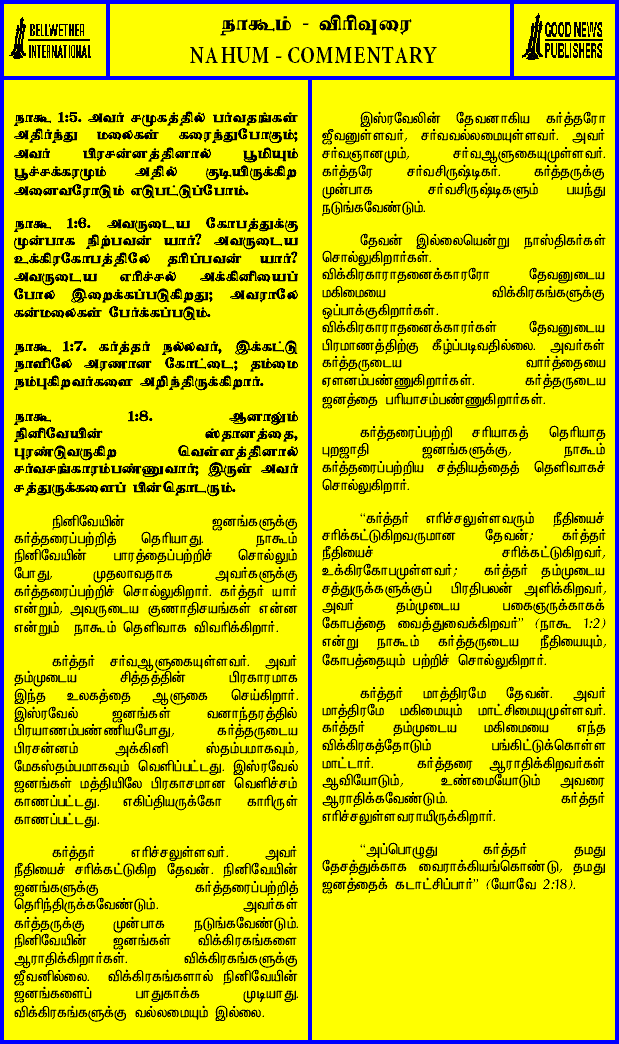 BELLWETHER
INTERNATIONAL
நாகூம் - விரிவுரை
NAHUM - COMMENTARY
GOOD NEWS
PUBLISHERS
நாகூ 1:5. அவர் சமுகத்தில் பர்வதங்கள்
அதிர்ந்து மலைகள் கரைந்துபோகும்;
அவர் பிரசன்னத்தினால் பூமியும்
பூச்சக்கரமும் அதில் குடியிருக்கிற
அனைவரோடும் எடுபட்டுப்போம்.
நாகூ 1:6. அவருடைய கோபத்துக்கு
முன்பாக நிற்பவன் யார்? அவருடைய
உக்கிரகோபத்திலே தரிப்பவன் யார்?
அவருடைய எரிச்சல் அக்கினியைப்
போல இறைக்கப்படுகிறது; அவராலே
கன்மலைகள் பேர்க்கப்படும்.
நாகூ 1:7. கர்த்தர் நல்லவர், இக்கட்டு
நாளிலே அரணான கோட்டை; தம்மை
நம்புகிறவர்களை அறிந்திருக்கிறார்.
நாகூ 1:8. ஆனாலும்
நினிவேயின் ஸ்தானத்தை,
புரண்டுவருகிற வெள்ளத்தினால்
சர்வசங்காரம்பண்ணுவார்; இருள் அவர்
சத்துருக்களைப் பின்தொடரும்.
நினிவேயின் ஜனங்களுக்கு
கர்த்தரைப்பற்றித் தெரியாது. நாகூம்
நினிவேயின் பாரத்தைப்பற்றிச் சொல்லும்
போது, முதலாவதாக அவர்களுக்கு
கர்த்தரைப்பற்றிச் சொல்லுகிறார். கர்த்தர் யார்
என்றும், அவருடைய குணாதிசயங்கள் என்ன
என்றும் நாகூம் தெளிவாக விவரிக்கிறார்.
கர்த்தர் சர்வஆளுகையுள்ளவர். அவர்
தம்முடைய சித்தத்தின் பிரகாரமாக
இந்த உலகத்தை ஆளுகை செய்கிறார்.
இஸ்ரவேல் ஜனங்கள் வனாந்தரத்தில்
பிரயாணம்பண்ணியபோது, கர்த்தருடைய
பிரசன்னம் அக்கினி ஸ்தம்பமாகவும்,
மேகஸ்தம்பமாகவும் வெளிப்பட்டது. இஸ்ரவேல்
ஜனங்கள் மத்தியிலே பிரகாசமான வெளிச்சம்
காணப்பட்டது. எகிப்தியருக்கோ காரிருள்
காணப்பட்டது.
கர்த்தர் எரிச்சலுள்ளவர். அவர்
நீதியைச் சரிக்கட்டுகிற தேவன். நினிவேயின்
ஜனங்களுக்கு கர்த்தரைப்பற்றித்
தெரிந்திருக்கவேண்டும். அவர்கள்
கர்த்தருக்கு முன்பாக நடுங்கவேண்டும்.
நினிவேயின் ஜனங்கள் விக்கிரகங்களை
ஆராதிக்கிறார்கள். விக்கிரகங்களுக்கு
ஜீவனில்லை. விக்கிரகங்களால் நினிவேயின்
ஜனங்களைப் பாதுகாக்க முடியாது.
விக்கிரகங்களுக்கு வல்லமையும் இல்லை.
இஸ்ரவேலின் தேவனாகிய கர்த்தரோ
ஜீவனுள்ளவர், சர்வவல்லமையுள்ளவர். அவர்
சர்வஞானமும், சர்வஆளுகையுமுள்ளவர்.
கர்த்தரே சர்வசிருஷ்டிகர். கர்த்தருக்கு
முன்பாக சர்வசிருஷ்டிகளும் பயந்து
நடுங்கவேண்டும்.
தேவன் இல்லையென்று நாஸ்திகர்கள்
சொல்லுகிறார்கள்.
விக்கிரகாராதனைக்காரரோ தேவனுடைய
மகிமையை விக்கிரகங்களுக்கு
ஒப்பாக்குகிறார்கள்.
விக்கிரகாராதனைக்காரர்கள் தேவனுடைய
பிரமாணத்திற்கு கீழ்ப்படிவதில்லை. அவர்கள்
கர்த்தருடைய வார்த்தையை
ஏளனம்பண்ணுகிறார்கள். கர்த்தருடைய
ஜனத்தை பரியாசம்பண்ணுகிறார்கள்.
கர்த்தரைப்பற்றி சரியாகத் தெரியாத
புறஜாதி ஜனங்களுக்கு, நாகூம்
கர்த்தரைப்பற்றிய சத்தியத்தைத் தெளிவாகச்
சொல்லுகிறார்.
“கர்த்தர் எரிச்சலுள்ளவரும் நீதியைச்
சரிக்கட்டுகிறவருமான தேவன்; கர்த்தர்
நீதியைச் சரிக்கட்டுகிறவர்,
உக்கிரகோபமுள்ளவர்; கர்த்தர் தம்முடைய
சத்துருக்களுக்குப் பிரதிபலன் அளிக்கிறவர்,
அவர் தம்முடைய பகைஞருக்காகக்
கோபத்தை வைத்துவைக்கிறவர்” (நாகூ 1:2)
என்று நாகூம் கர்த்தருடைய நீதியையும்,
கோபத்தையும் பற்றிச் சொல்லுகிறார்.
கர்த்தர் மாத்திரமே தேவன். அவர்
மாத்திரமே மகிமையும் மாட்சிமையுமுள்ளவர்.
கர்த்தர் தம்முடைய மகிமையை எந்த
விக்கிரகத்தோடும் பங்கிட்டுக்கொள்ள
மாட்டார். கர்த்தரை ஆராதிக்கிறவர்கள்
ஆவியோடும், உண்மையோடும் அவரை
ஆராதிக்கவேண்டும். கர்த்தர்
எரிச்சலுள்ளவராயிருக்கிறார்.
“அப்பொழுது கர்த்தர் தமது
தேசத்துக்காக வைராக்கியங்கொண்டு, தமது
ஜனத்தைக் கடாட்சிப்பார்” (யோவே 2:18).